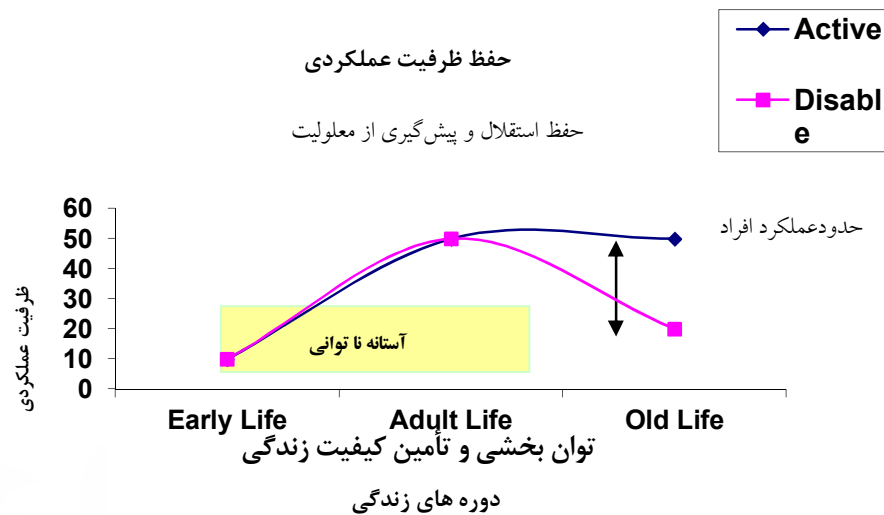 Active
Disabl
e
حفظ ظرفیت عملکردی
حفظ استقلال و پیش‌گیری از معلولیت
حدودعملکرد افراد
ظرفیت عملکردی
60
50
40
30
20
10
0
آستانه نا توانی
Early Life
Adult Life
Old Life
توان بخشی و تأمین کیفیت زندگی
دوره های زندگی